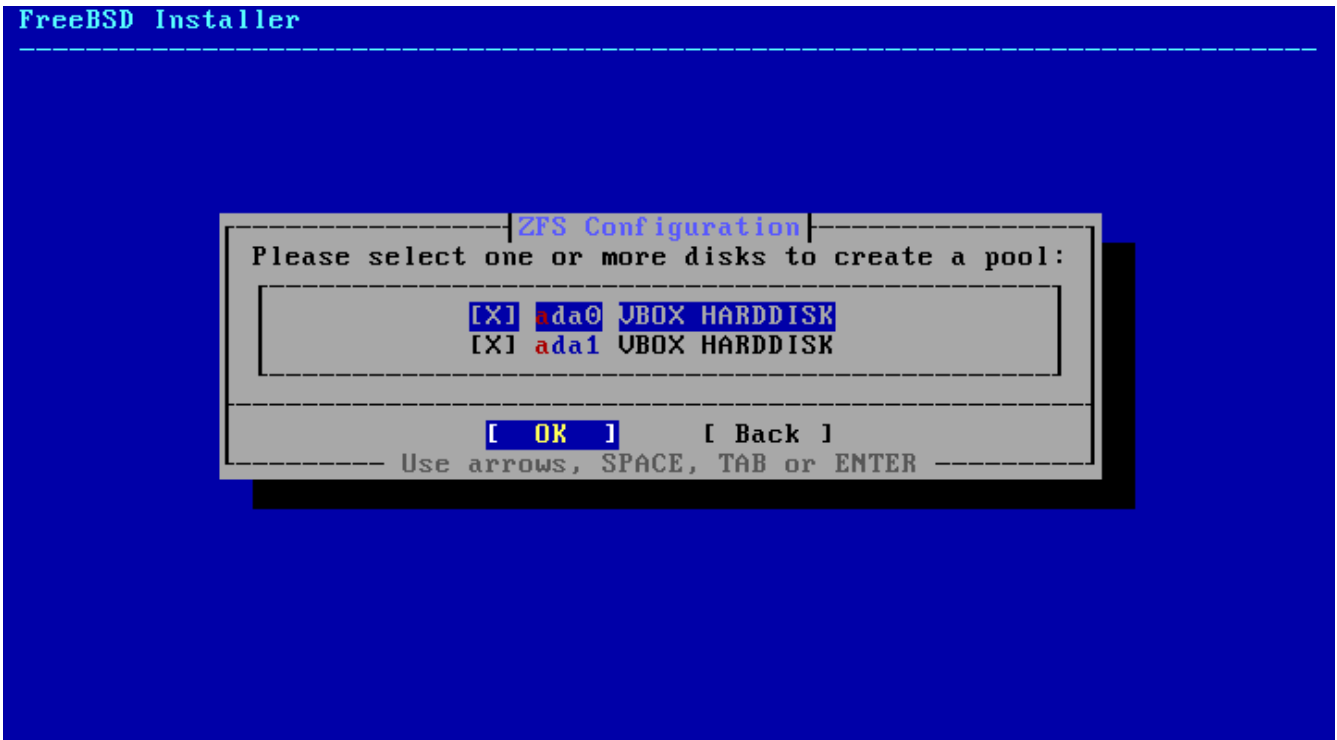 FreeBSD Installer
ZFS Configuration
Please select one or more disks to create a pool:
[X] ada0 VBOX HARDDISK
[X] ada1 VBOX HARDDISK
[ OK ] [ Back ]
Use arrows, SPACE, TAB or ENTER